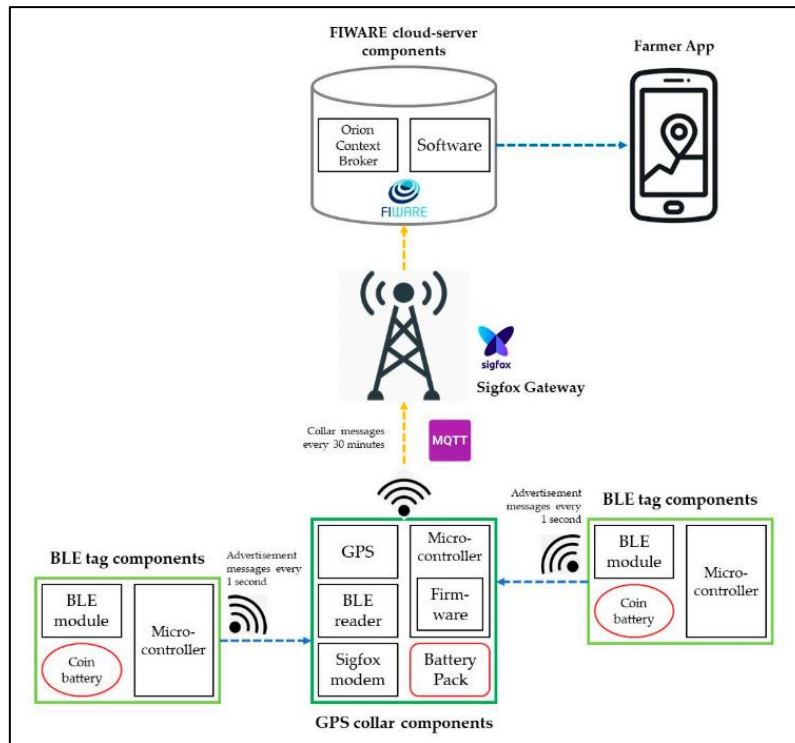 FIWARE cloud-server
components
Farmer App
Orion
Context
Broker
Software
FIWARE
sigfox
Sigfox Gateway
Collar messages
every 30 minutes
MQTT
Advertisement
messages every
1 second
BLE tag components
BLE
module
Coin
battery
Micro-
controller
BLE tag components
Advertisement
messages every
1 second
BLE
module
Coin
battery
Micro-
controller
GPS
Micro-
controller
Firm-
ware
BLE
reader
Sigfox
modem
Battery
Pack
GPS collar components